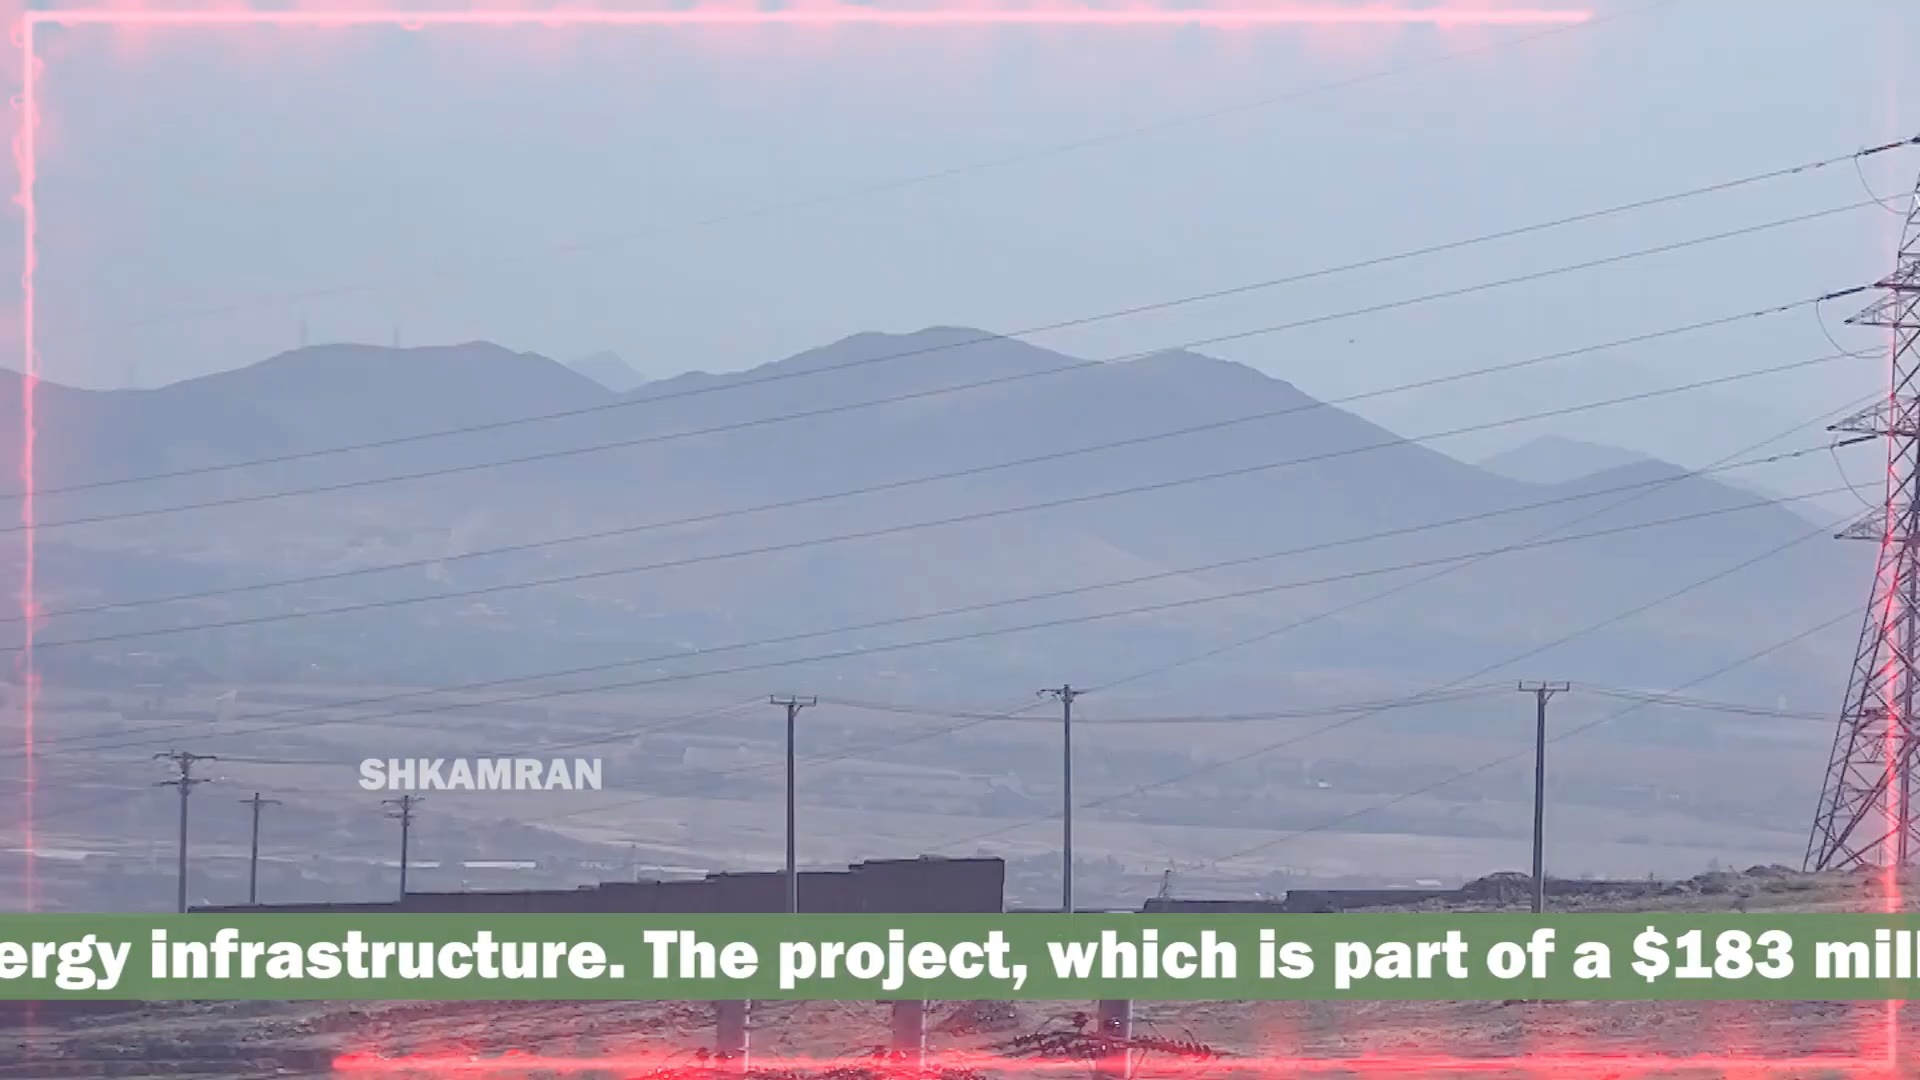 SHKAMRAN
ergy infrastructure. The project, which is part of a $183 mill